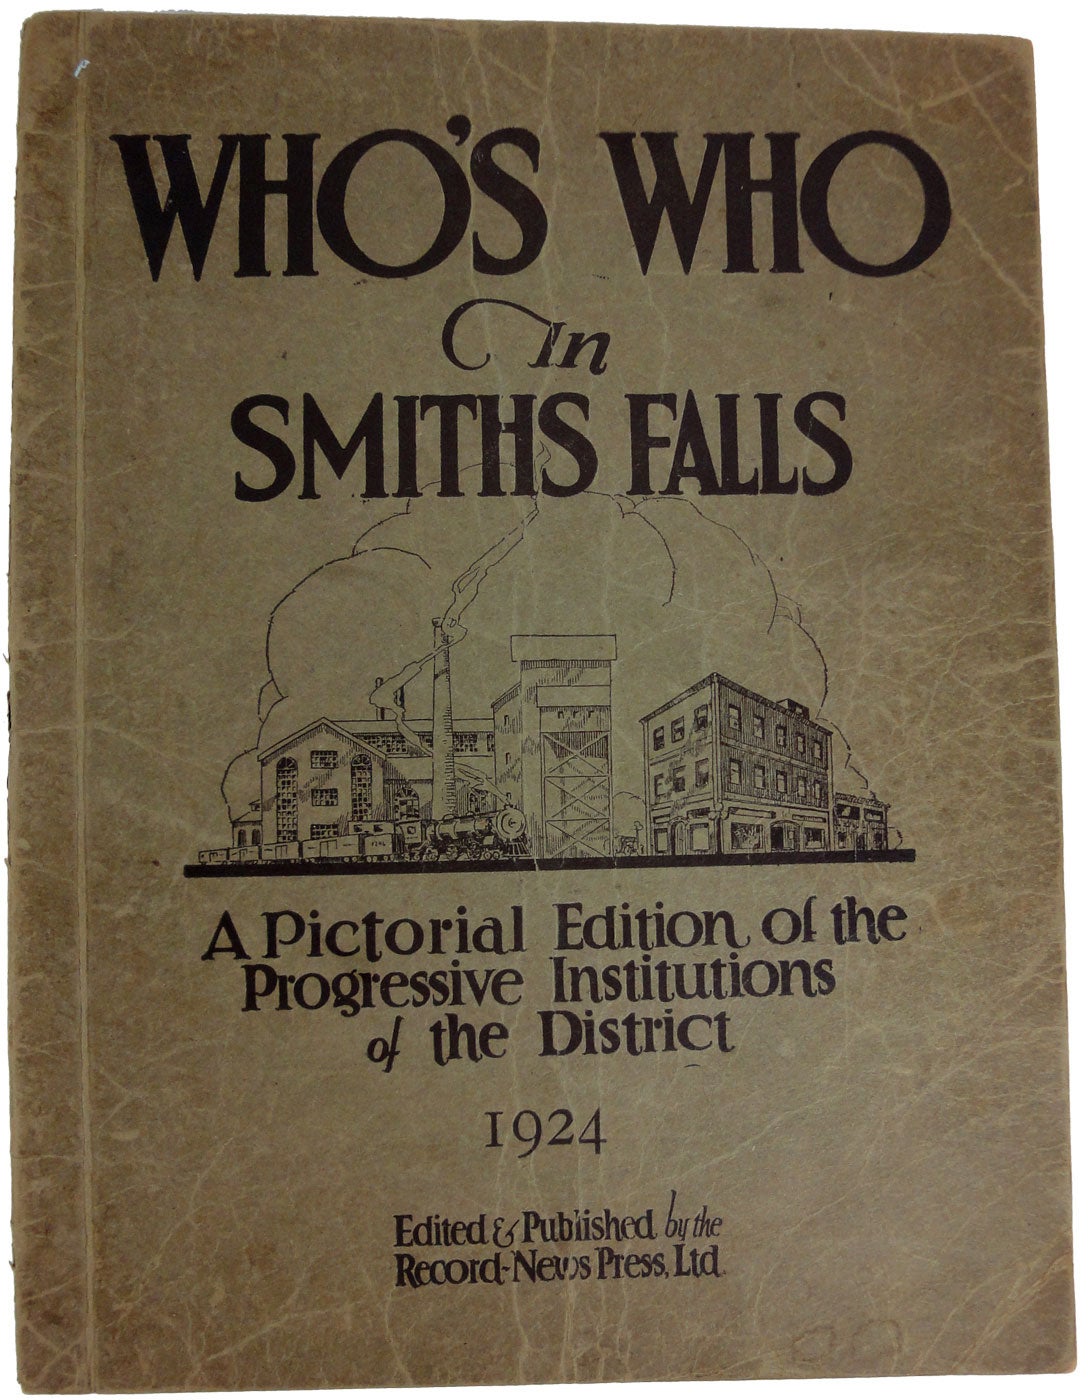 WHO'S WHO
In
SMITHS FALLS
A Pictorial Edition of the
Progressive Institutions
of the District
1924
Edited & Published by the
Record-News Press, Ltd.